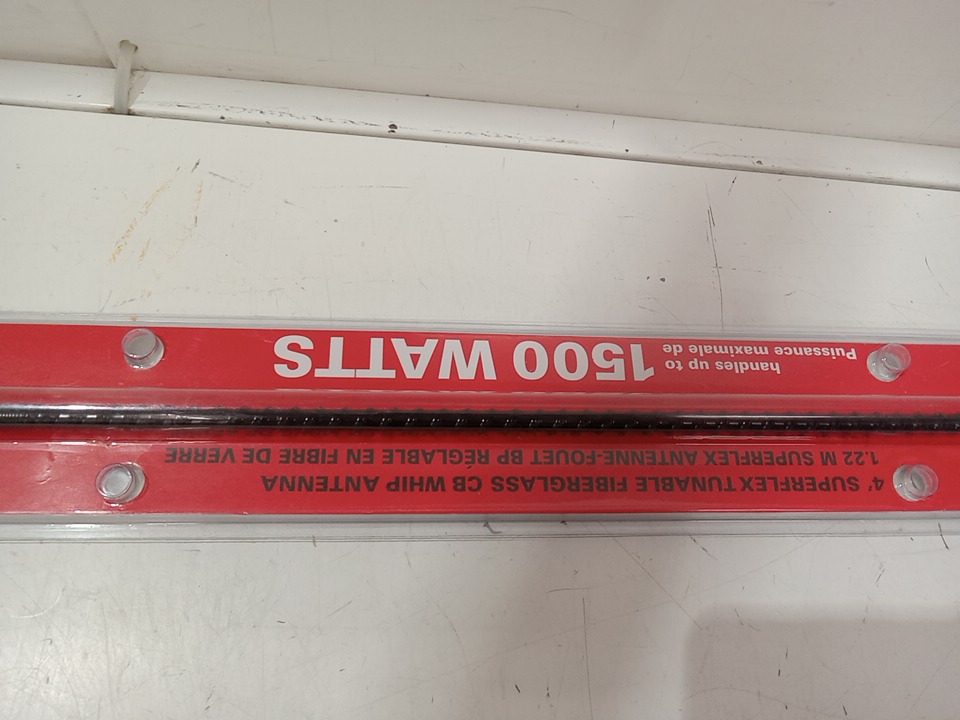 4' SUPERFLEX TUNABLE FIBERGLASS CB WHIP ANTENNA
1.22 M SUPERFLEX ANTENNE-FOUET BP RÉGLABLE EN FIBRE DE VERRE
handles up to
Puissance maximale de
1500 WATTS